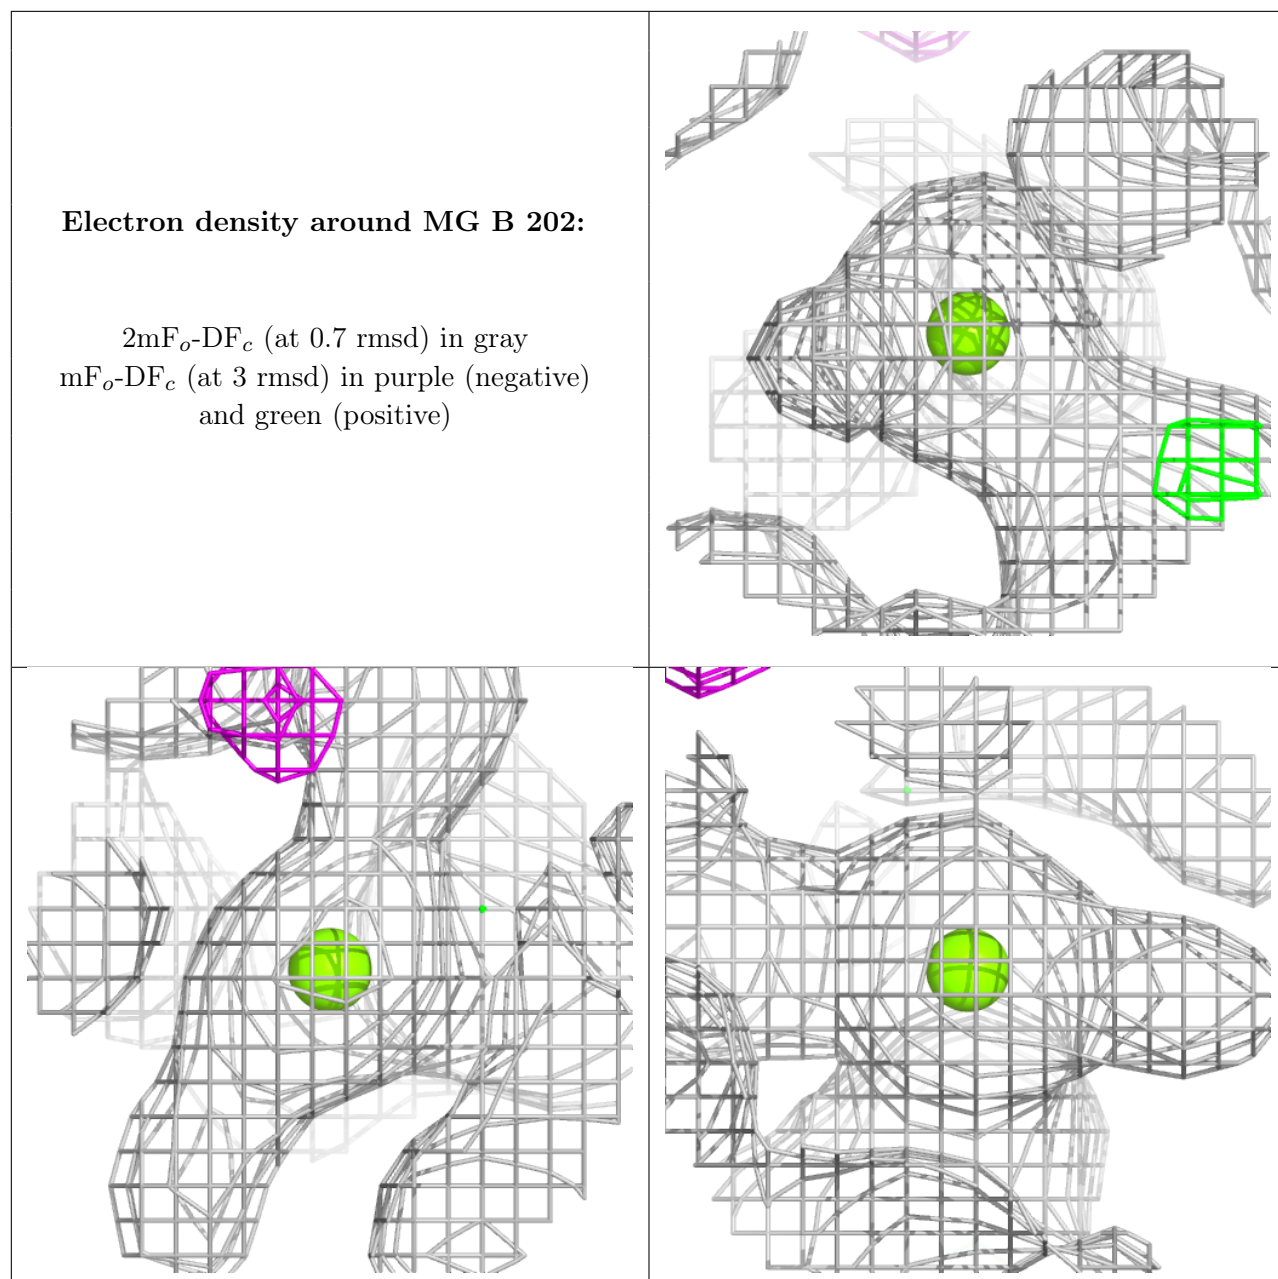 Electron density around MG B 202:
2mFo-DFc (at 0.7 rmsd) in gray
mFo-DFc (at 3 rmsd) in purple (negative)
and green (positive)